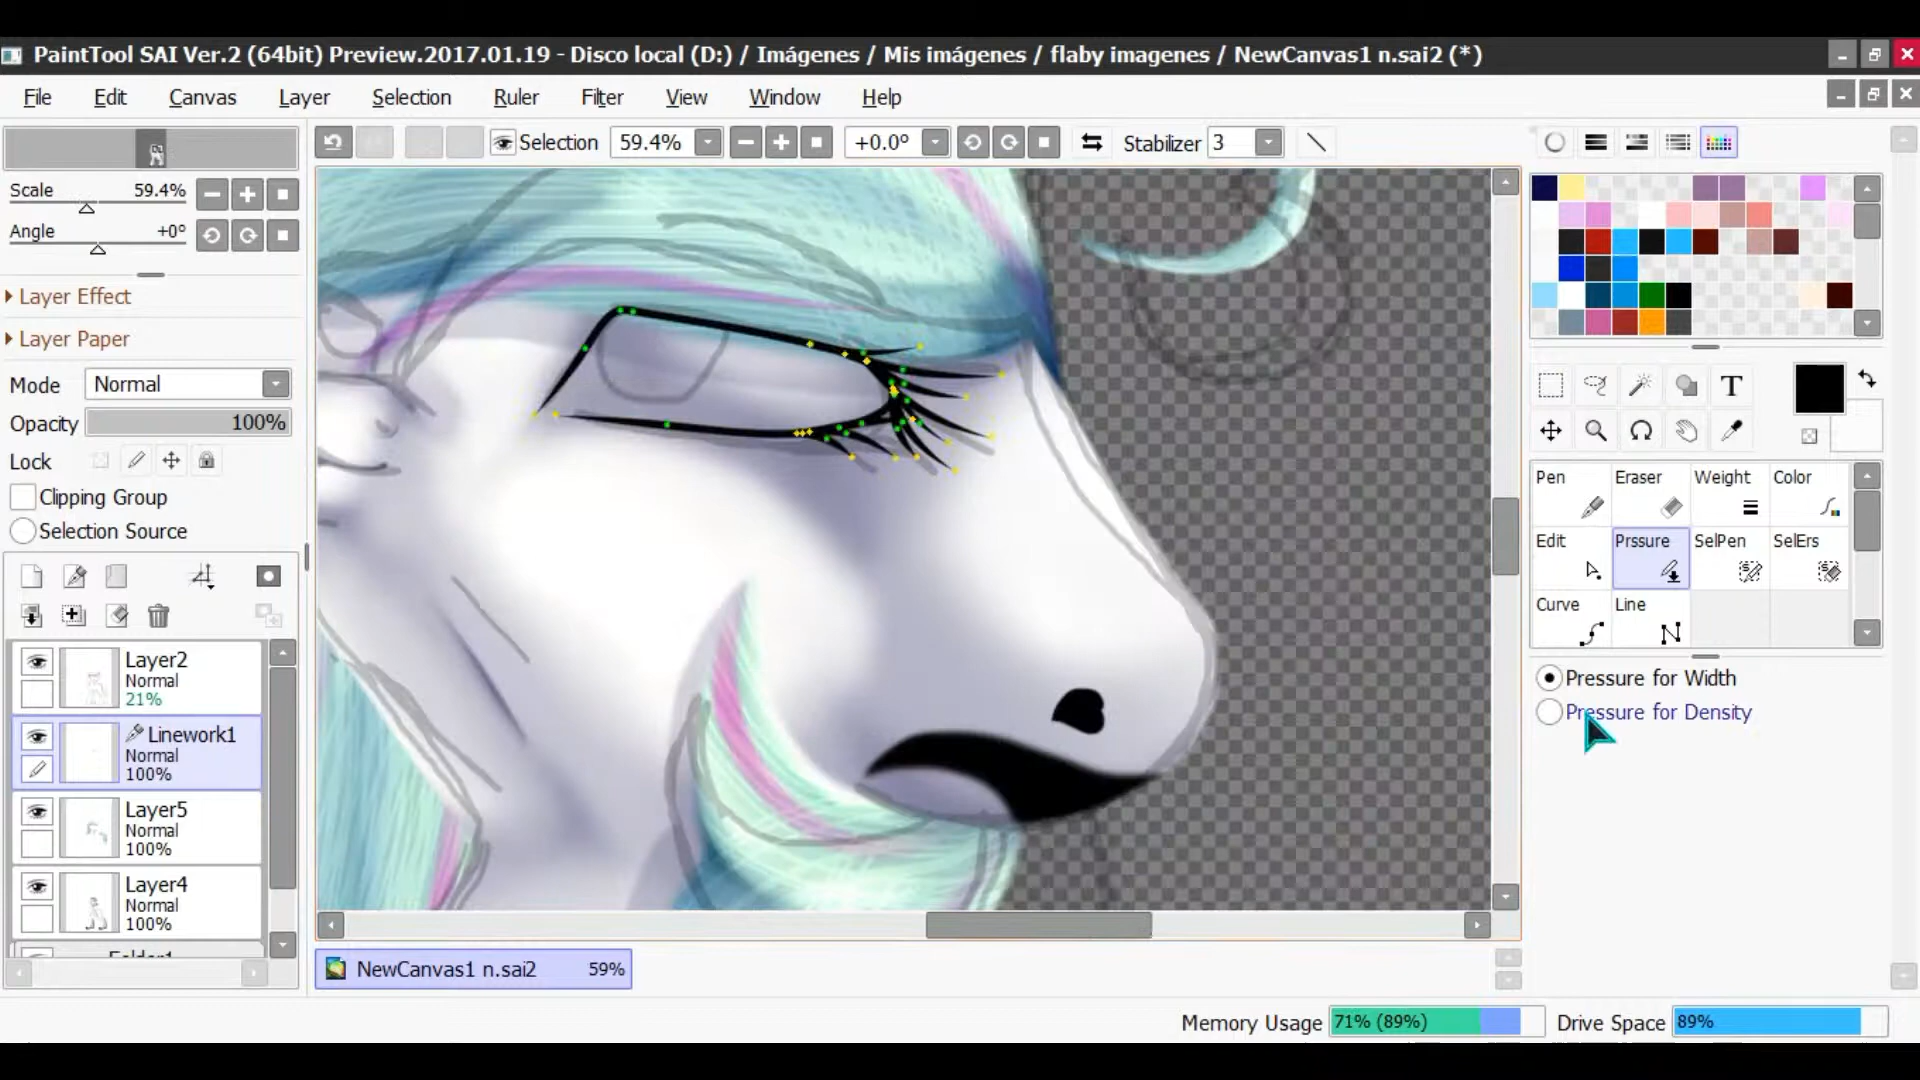 PaintTool SAI Ver.2 (64bit) Preview.2017.01.19 - Disco local (D:) / Imágenes / Mis imágenes / flaby imagenes / NewCanvas1 n.sai2 (*)
File Edit Canvas Layer Selection Ruler Filter View Window Help
Selection 59.4% +0.0° Stabilizer 3
Scale 59.4%
Angle +0°
Layer Effect
Layer Paper
Mode Normal
Opacity 100%
Lock
Clipping Group
Selection Source
Layer2
Normal
21%
Linework1
Normal
100%
Layer5
Normal
100%
Layer4
Normal
100%
Folder1
T
Pen Eraser Weight Color
Edit Prssure SelPen SelErs
Curve Line
Pressure for Width
Pressure for Density
NewCanvas1 n.sai2 59%
Memory Usage 71% (89%) Drive Space 89%